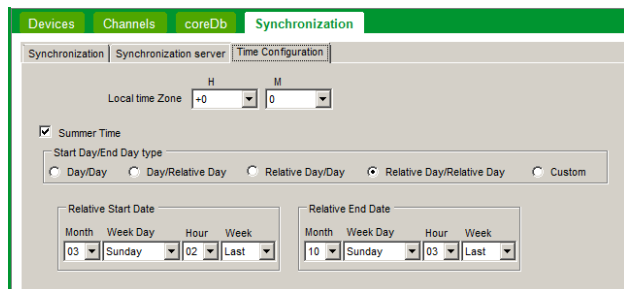 Devices Channels coreDb Synchronization
Synchronization Synchronization server Time Configuration
H M
Local time Zone +0 0
Summer Time
Start Day/End Day type
Day/Day Day/Relative Day Relative Day/Day Relative Day/Relative Day Custom
Relative Start Date Relative End Date
Month Week Day Hour Week Month Week Day Hour Week
03 Sunday 02 Last 10 Sunday 03 Last